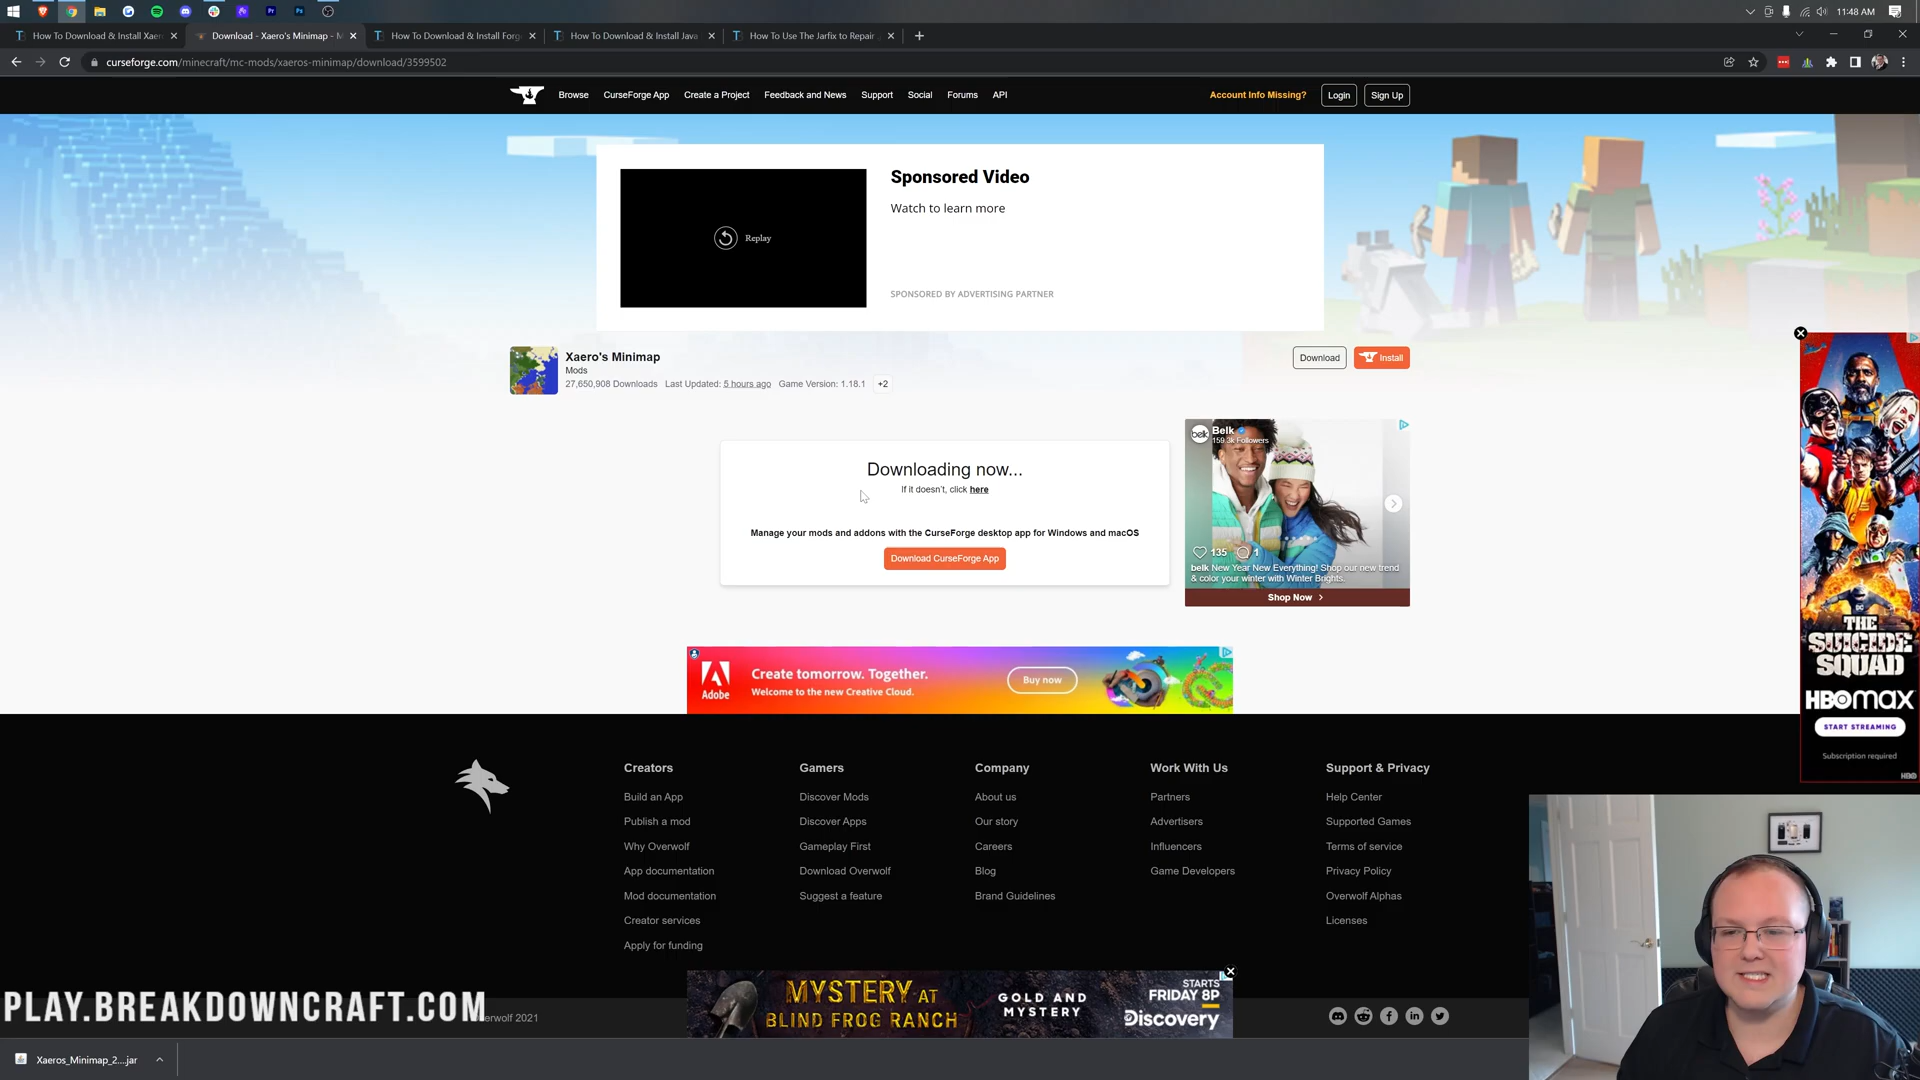 11:48 AM
How To Download & Install Xaer
Download - Xaero's Minimap - M
How To Download & Install Forg
How To Download & Install Java
How To Use The Jarfix to Repair
curseforge.com/minecraft/mc-mods/xaeros-minimap/download/3599502
Browse
CurseForge App
Create a Project
Feedback and News
Support
Social
Forums
API
Account Info Missing?
Login
Sign Up
Replay
Sponsored Video
Watch to learn more
SPONSORED BY ADVERTISING PARTNER
Xaero's Minimap
Mods
27,650,908 Downloads Last Updated: 5 hours ago Game Version: 1.18.1 +2
Download
Install
Downloading now...
If it doesn't, click here
Manage your mods and addons with the CurseForge desktop app for Windows and macOS
Download CurseForge App
belk
Belk
159.3k Followers
135
1
belk New Year New Everything! Shop our new trend
& color your winter with Winter Brights.
Shop Now
DC
THE
SUICIDE
SQUAD
HBOMAX
START STREAMING
Subscription required
HBO
Adobe
Create tomorrow. Together.
Welcome to the new Creative Cloud.
Buy now
Creators
Build an App
Publish a mod
Why Overwolf
App documentation
Mod documentation
Creator services
Apply for funding
Gamers
Discover Mods
Discover Apps
Gameplay First
Download Overwolf
Suggest a feature
Company
About us
Our story
Careers
Blog
Brand Guidelines
Work With Us
Partners
Advertisers
Influencers
Game Developers
Support & Privacy
Help Center
Supported Games
Terms of service
Privacy Policy
Overwolf Alphas
Licenses
MYSTERY AT
BLIND FROG RANCH
GOLD AND
MYSTERY
STARTS
FRIDAY 8P
Discovery
PLAY.BREAKDOWNCRAFT.COM
erwolf 2021
Xaeros_Minimap_2....jar